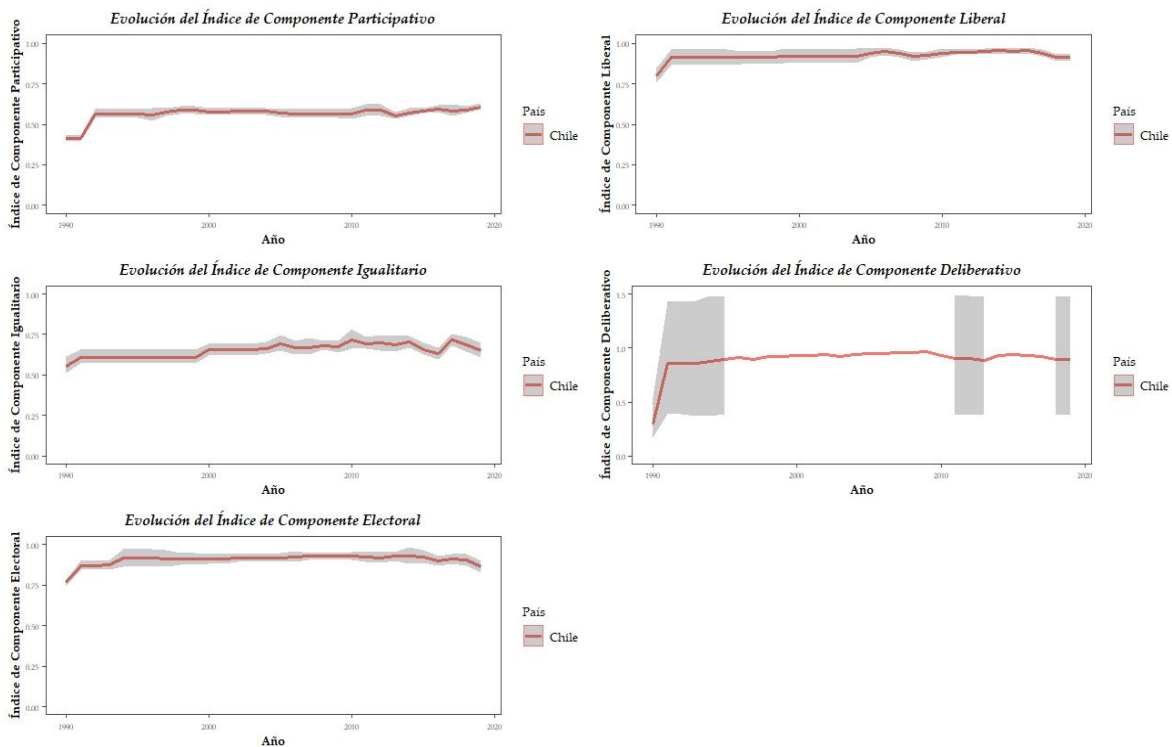 Evolución del Índice de Componente Participativo
Índice de Componente Participativo
1.00
0.75
0.50
0.25
0.00
1990
2000
2010
2020
Año
País
Chile
Evolución del Índice de Componente Liberal
Índice de Componente Liberal
1.00
0.75
0.50
0.25
0.00
1990
2000
2010
2020
Año
País
Chile
Evolución del Índice de Componente Igualitario
Índice de Componente Igualitario
1.00
0.75
0.50
0.25
0.00
1990
2000
2010
2020
Año
País
Chile
Evolución del Índice de Componente Deliberativo
Índice de Componente Deliberativo
1.5
1.0
0.5
0.0
1990
2000
2010
2020
Año
País
Chile
Evolución del Índice de Componente Electoral
Índice de Componente Electoral
1.00
0.75
0.50
0.25
0.00
1990
2000
2010
2020
Año
País
Chile